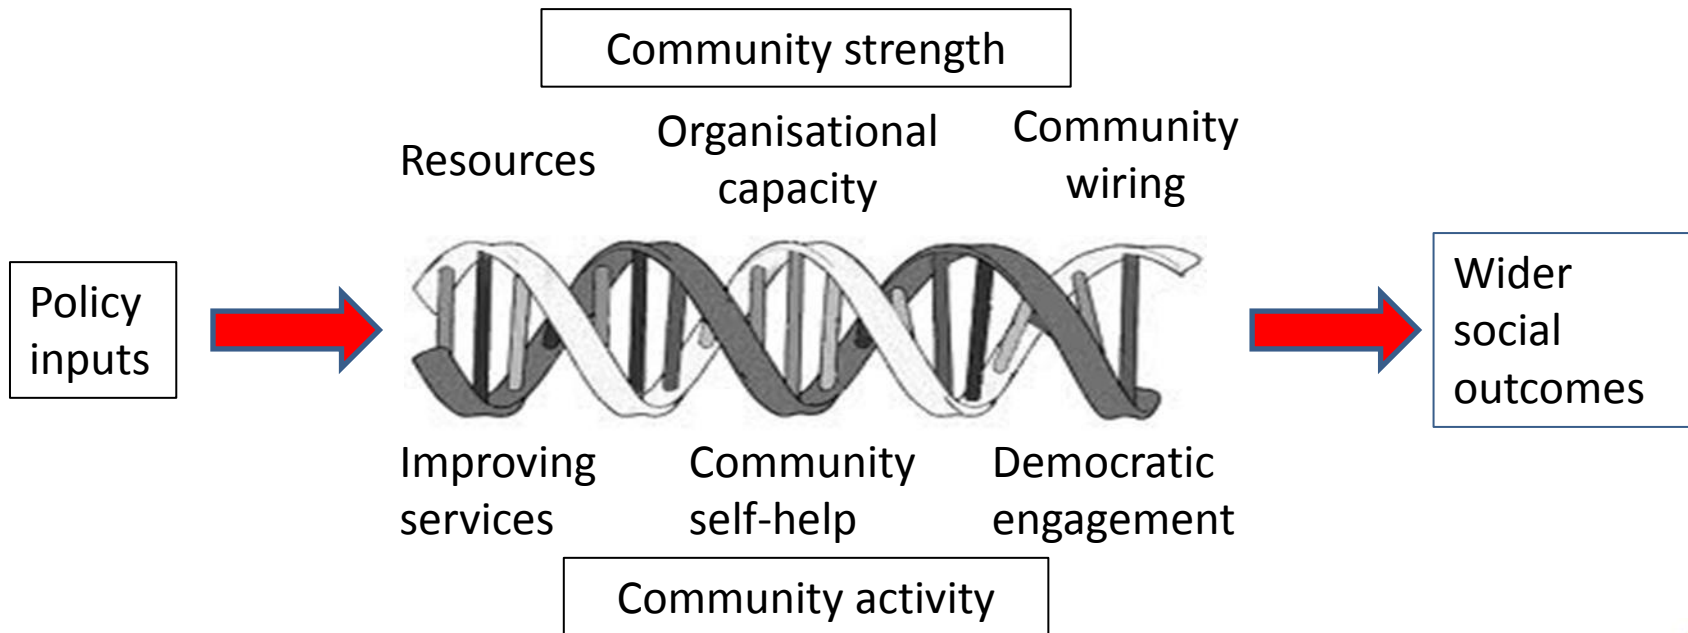 Community strength
Resources
Organisational
capacity
Community
wiring
Policy
inputs
Wider
social
outcomes
Improving
services
Community
self-help
Democratic
engagement
Community activity